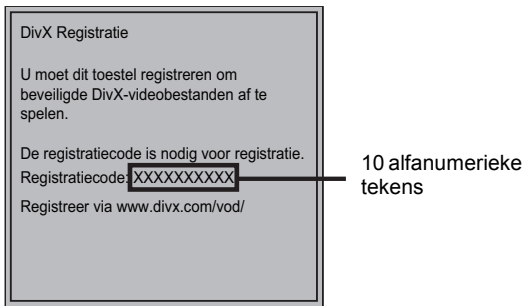 DivX Registratie
U moet dit toestel registreren om
beveiligde DivX-videobestanden af te
spelen.
De registratiecode is nodig voor registratie.
Registratiecode: XXXXXXXXXX
Registreer via www.divx.com/vod/
10 alfanumerieke
tekens